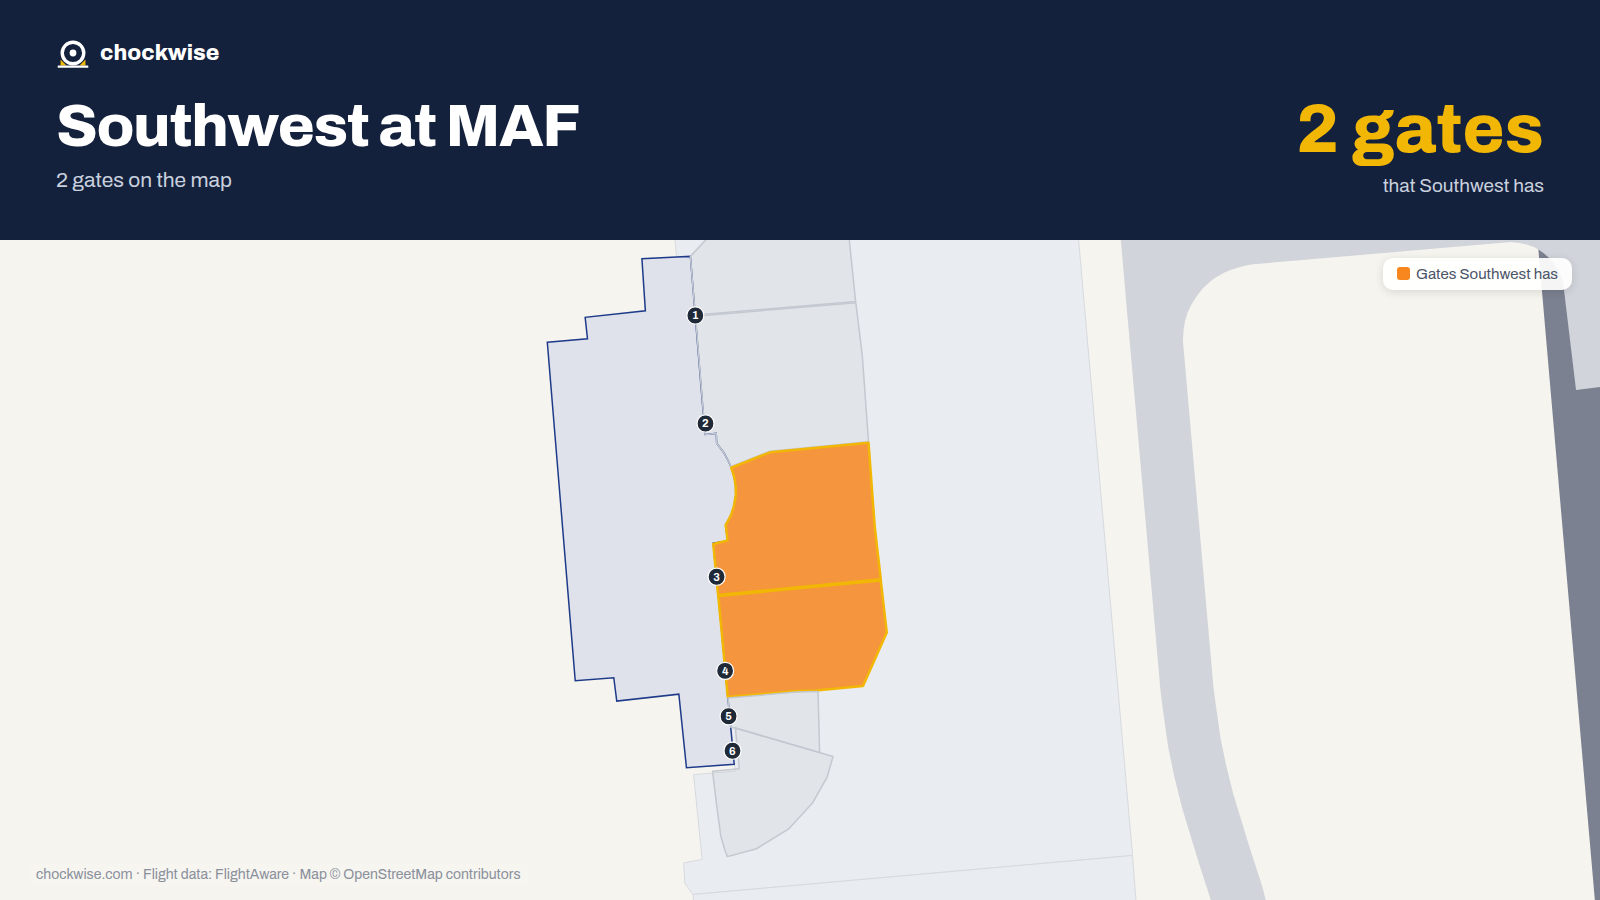 chockwise
Southwest at MAF
2 gates on the map
2 gates
that Southwest has
Gates Southwest has
1
2
3
4
5
6
chockwise.com · Flight data: FlightAware · Map © OpenStreetMap contributors